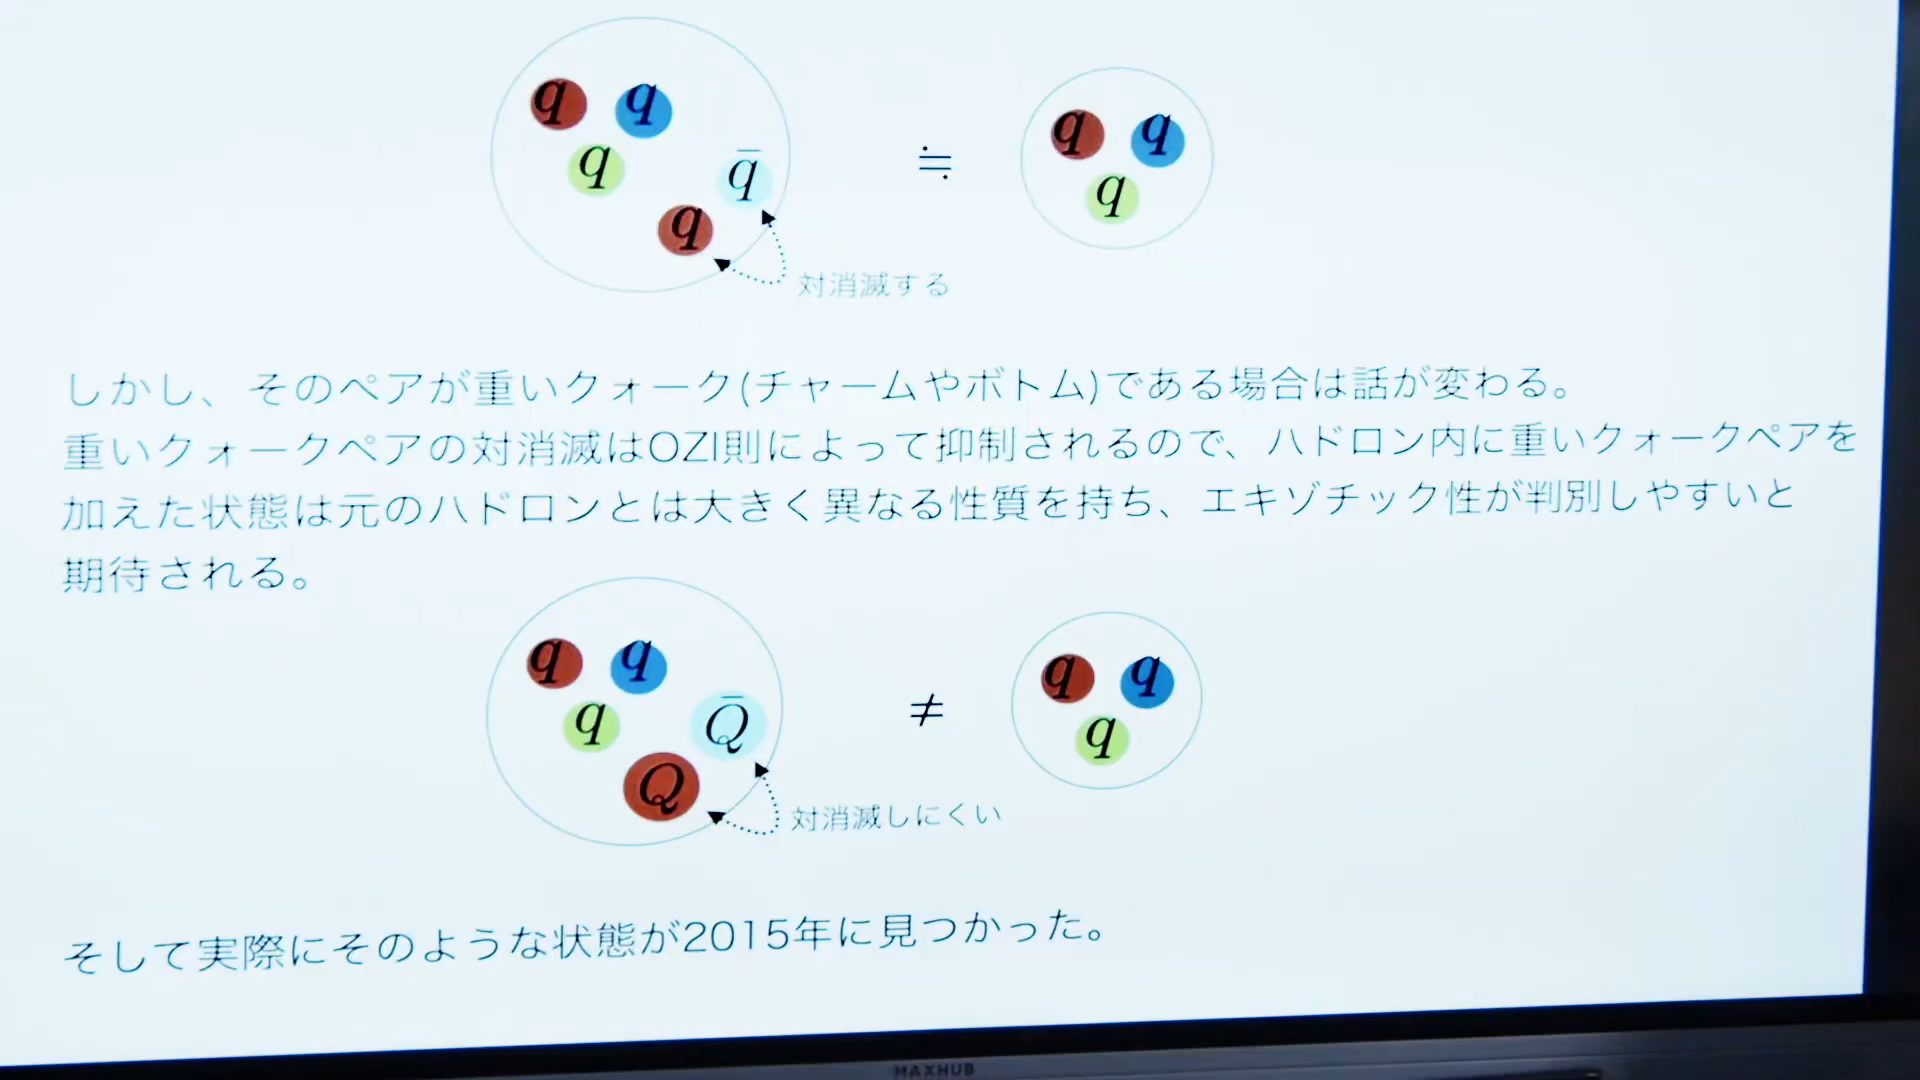 q q q q̄ q ≒ q q q
対消滅する
しかし、そのペアが重いクォーク(チャームやボトム)である場合は話が変わる。
重いクォークペアの対消滅はOZI則によって抑制されるので、ハドロン内に重いクォークペアを
加えた状態は元のハドロンとは大きく異なる性質を持ち、エキゾチック性が判別しやすいと
期待される。
q q q Q̄ Q ≠ q q q
対消滅しにくい
そして実際にそのような状態が2015年に見つかった。
MAXHUB